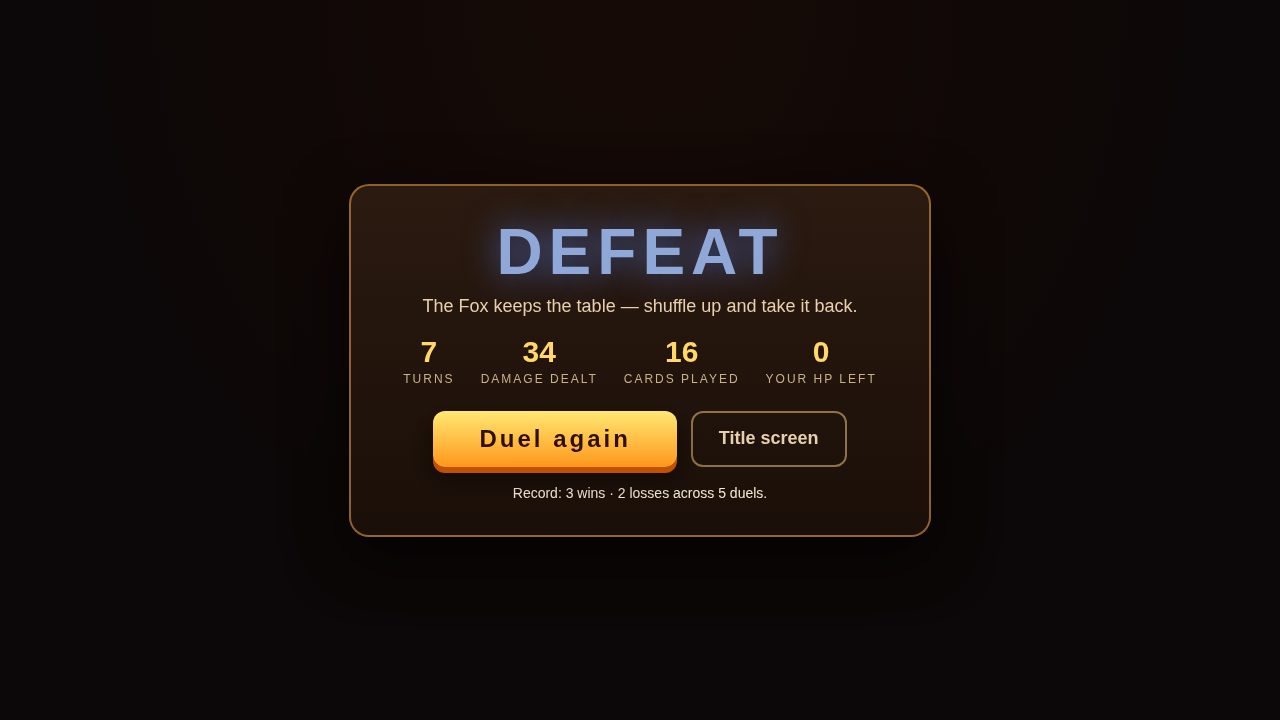 DEFEAT
The Fox keeps the table — shuffle up and take it back.
7 34 16 0
TURNS DAMAGE DEALT CARDS PLAYED YOUR HP LEFT
Duel again Title screen
Record: 3 wins · 2 losses across 5 duels.